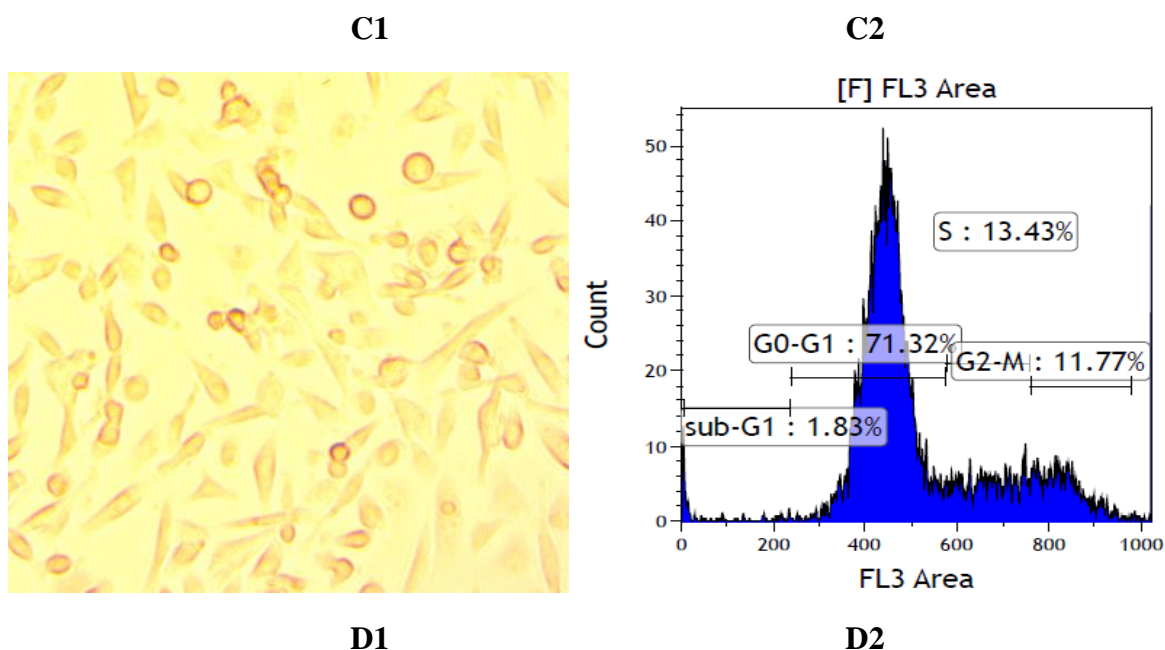 C1 C2
[F] FL3 Area
50
40
30
20
10
0
Count
S : 13.43%
G0-G1 : 71.32%
G2-M : 11.77%
sub-G1 : 1.83%
0 200 400 600 800 1000
FL3 Area
D1 D2